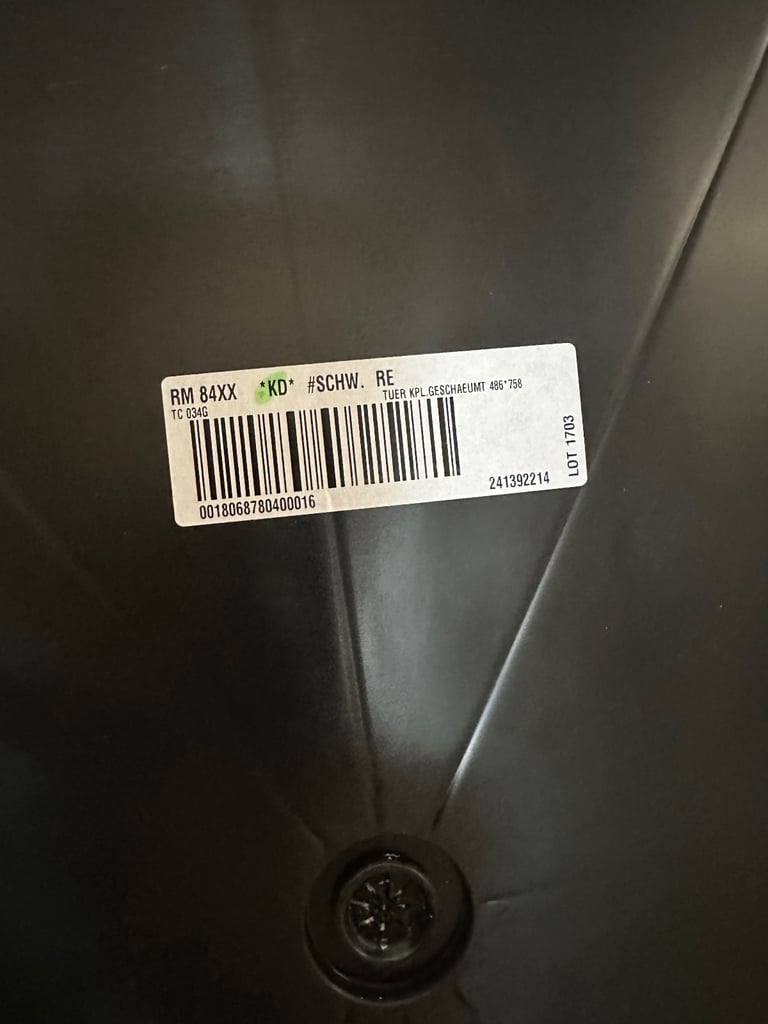 RM 84XX *KD* #SCHW. RE
TC 034G TUER KPL.GESCHAEUMT 486*758
0018068780400016
241392214
LOT 1703